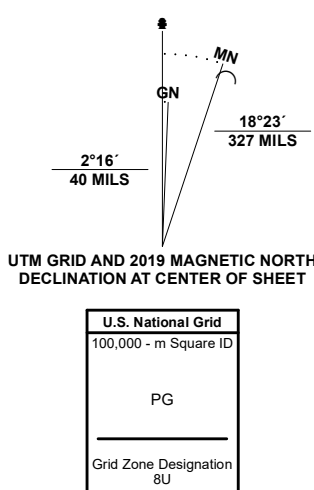 MN
GN
18°23´
327 MILS
2°16´
40 MILS
UTM GRID AND 2019 MAGNETIC NORTH
DECLINATION AT CENTER OF SHEET
U.S. National Grid
100,000 - m Square ID
PG
Grid Zone Designation
8U